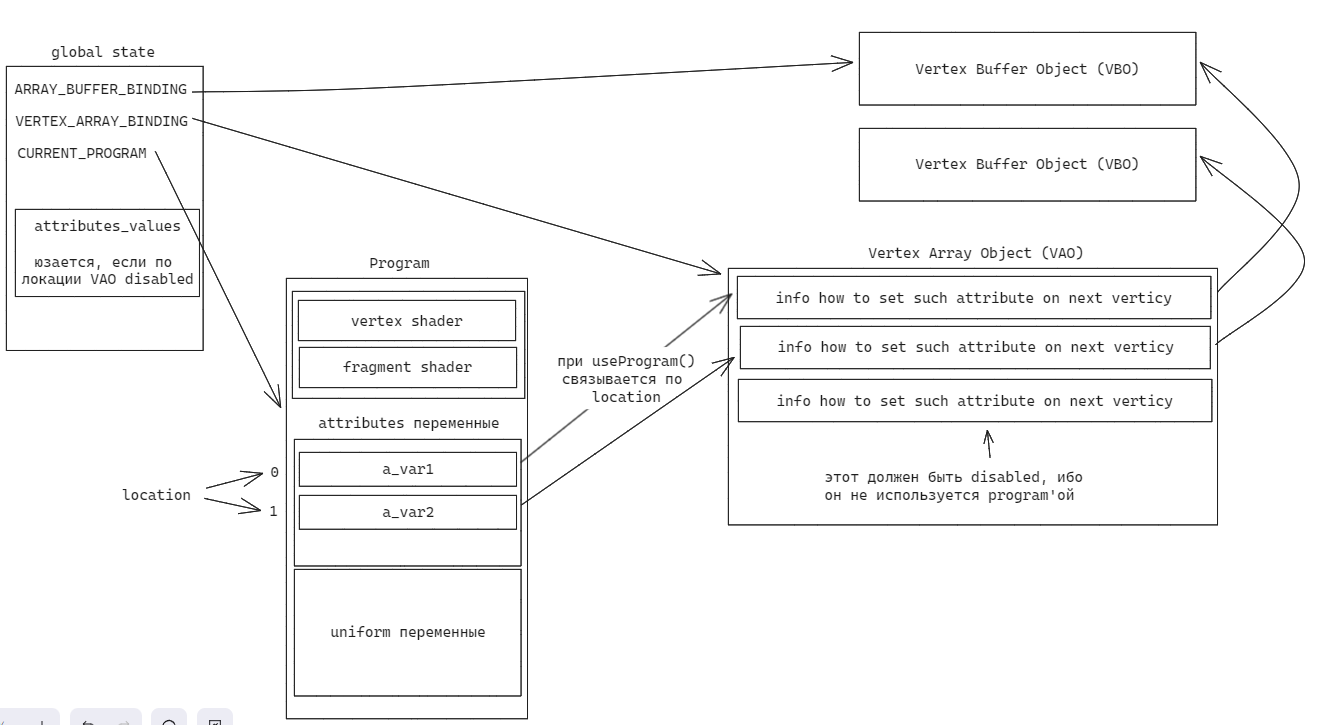 global state
ARRAY_BUFFER_BINDING
VERTEX_ARRAY_BINDING
CURRENT_PROGRAM
attributes_values
юзается, если по
локации VAO disabled
Program
vertex shader
fragment shader
attributes переменные
location
0
a_var1
1
a_var2
uniform переменные
при useProgram()
связывается по
location
Vertex Buffer Object (VBO)
Vertex Buffer Object (VBO)
Vertex Array Object (VAO)
info how to set such attribute on next verticy
info how to set such attribute on next verticy
info how to set such attribute on next verticy
этот должен быть disabled, ибо
он не используется program'ой